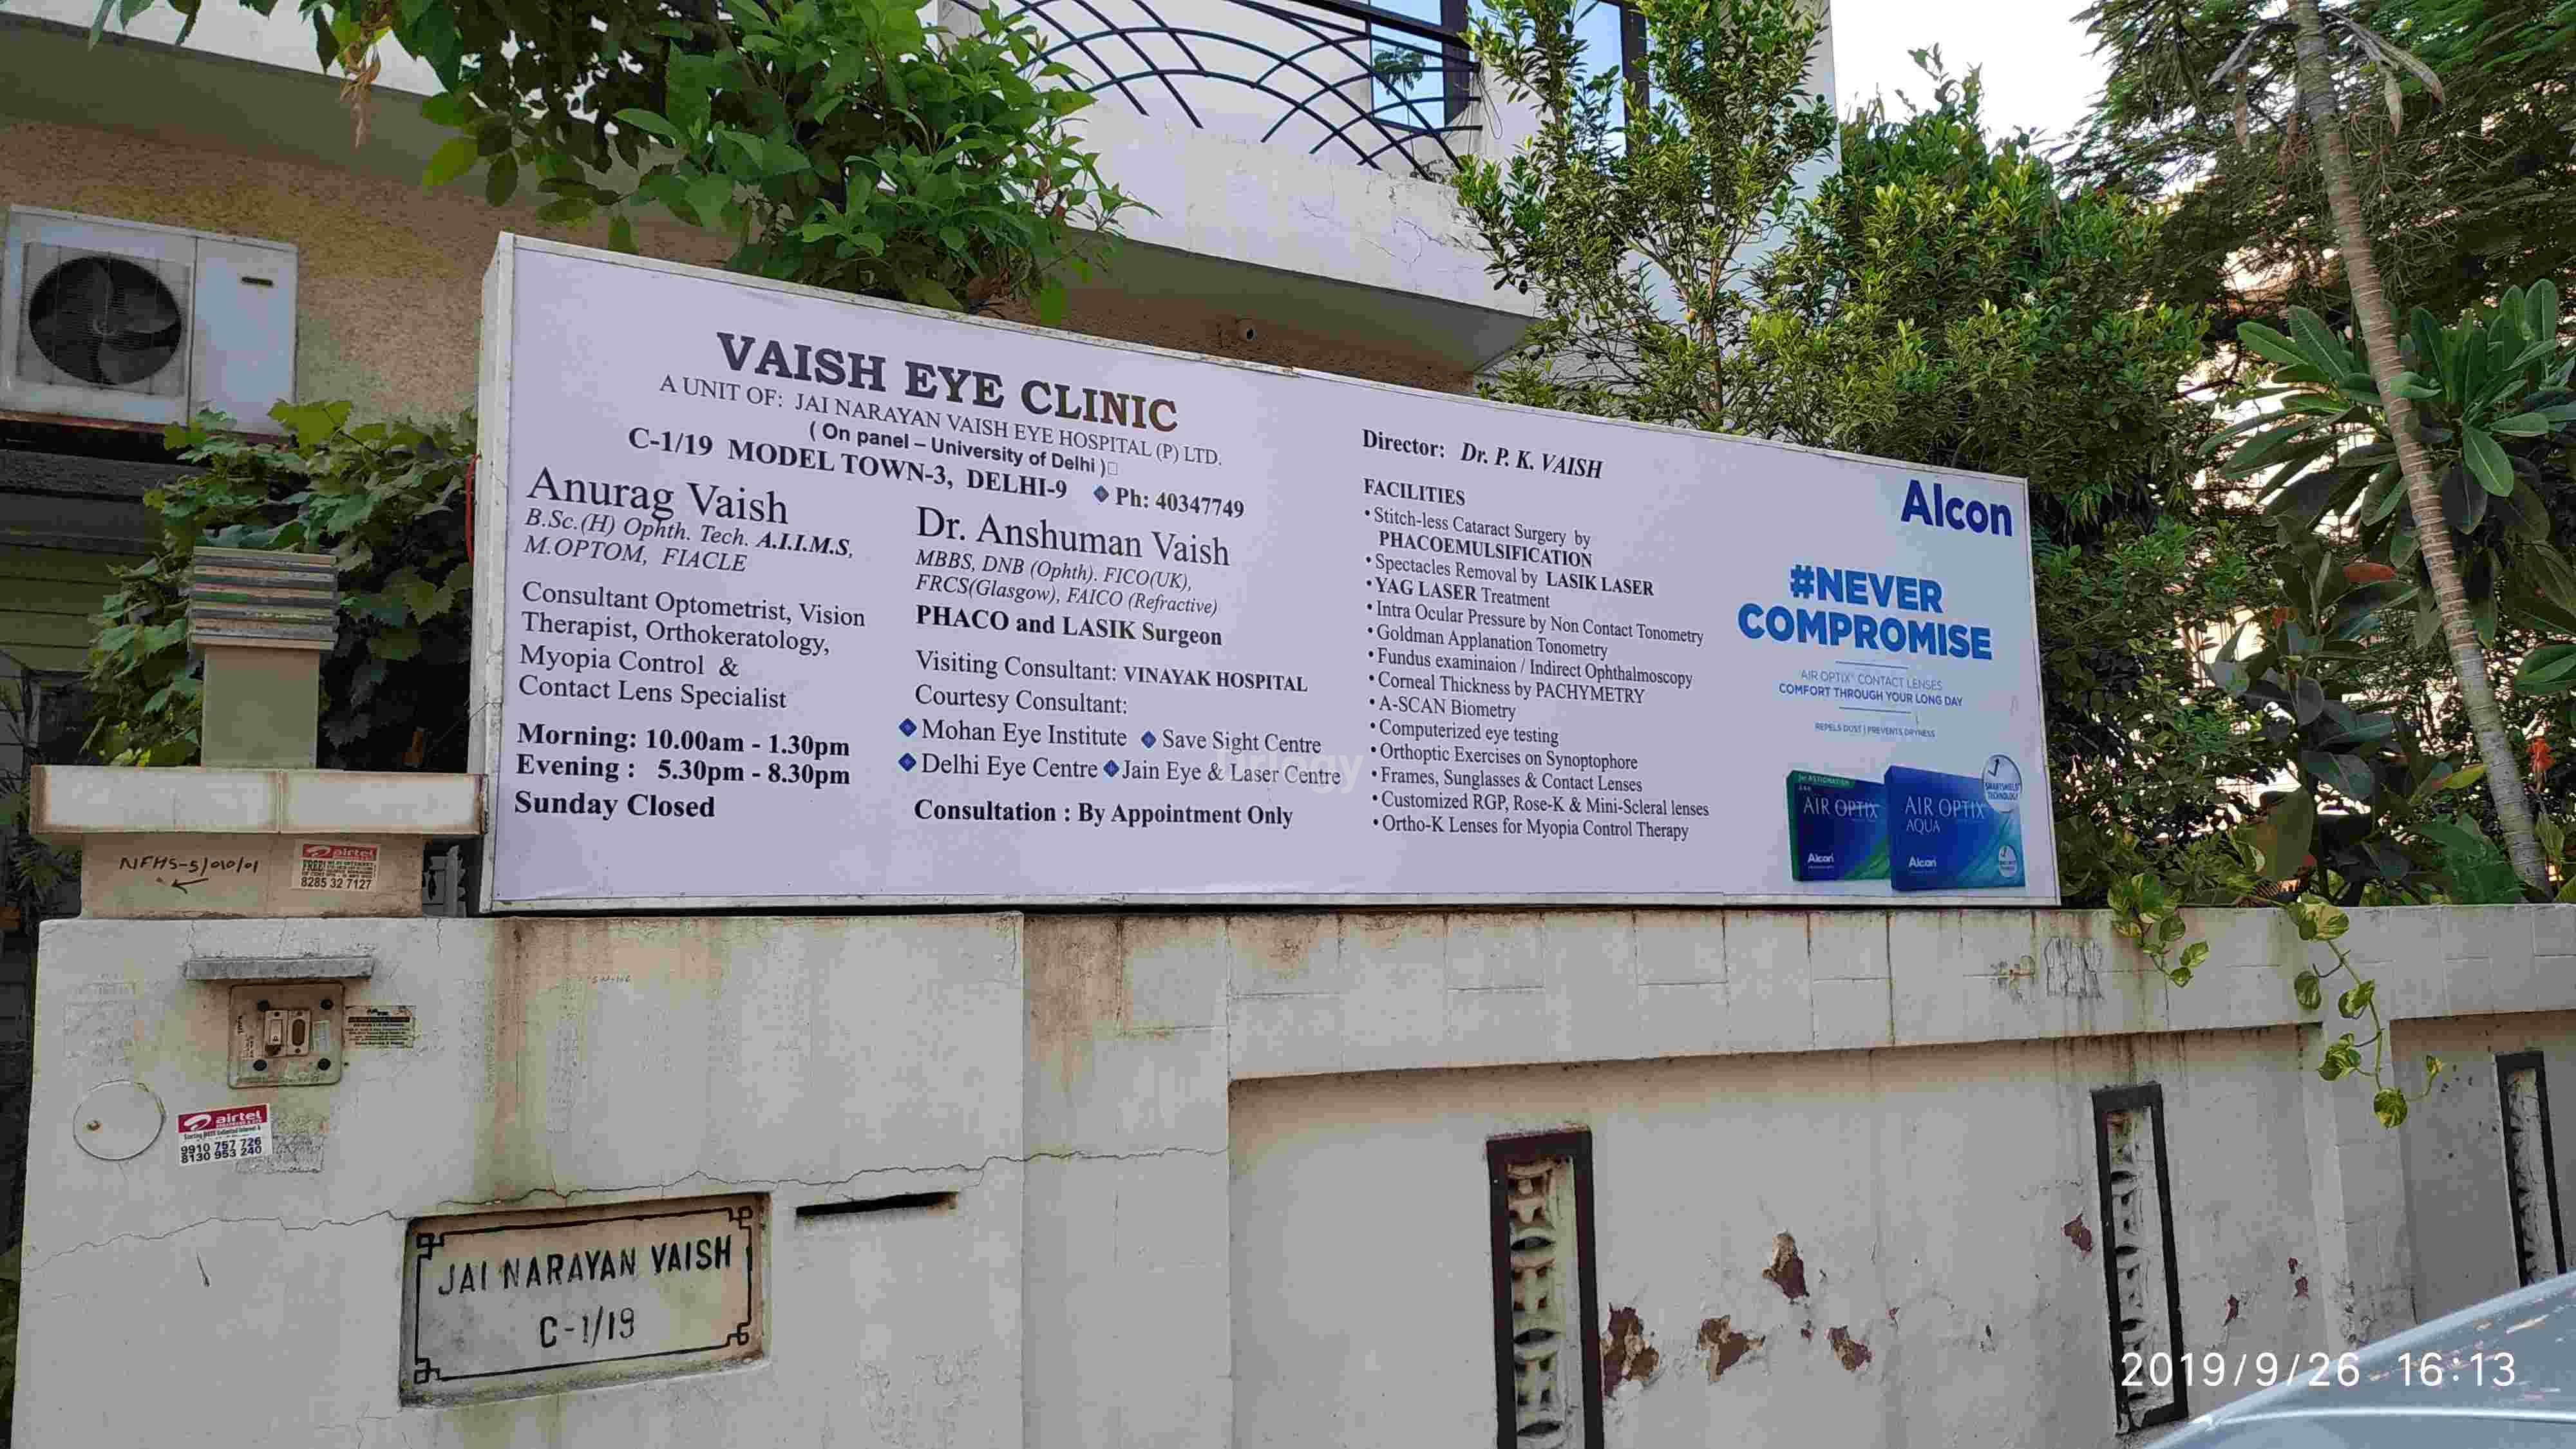 VAISH EYE CLINIC
A UNIT OF: JAI NARAYAN VAISH EYE HOSPITAL (P) LTD.
( On panel – University of Delhi )
C-1/19 MODEL TOWN-3, DELHI-9 Ph: 40347749
Anurag Vaish
B.Sc.(H) Ophth. Tech. A.I.I.M.S,
M.OPTOM, FIACLE
Consultant Optometrist, Vision
Therapist, Orthokeratology,
Myopia Control &
Contact Lens Specialist
Morning: 10.00am - 1.30pm
Evening : 5.30pm - 8.30pm
Sunday Closed
Dr. Anshuman Vaish
MBBS, DNB (Ophth). FICO(UK),
FRCS(Glasgow), FAICO (Refractive)
PHACO and LASIK Surgeon
Visiting Consultant: VINAYAK HOSPITAL
Courtesy Consultant:
Mohan Eye Institute Save Sight Centre
Delhi Eye Centre Jain Eye & Laser Centre
Consultation : By Appointment Only
Director: Dr. P. K. VAISH
FACILITIES
• Stitch-less Cataract Surgery by
PHACOEMULSIFICATION
• Spectacles Removal by LASIK LASER
• YAG LASER Treatment
• Intra Ocular Pressure by Non Contact Tonometry
• Goldman Applanation Tonometry
• Fundus examinaion / Indirect Ophthalmoscopy
• Corneal Thickness by PACHYMETRY
• A-SCAN Biometry
• Computerized eye testing
• Orthoptic Exercises on Synoptophore
• Frames, Sunglasses & Contact Lenses
• Customized RGP, Rose-K & Mini-Scleral lenses
• Ortho-K Lenses for Myopia Control Therapy
Alcon
#NEVER
COMPROMISE
AIR OPTIX® CONTACT LENSES
COMFORT THROUGH YOUR LONG DAY
REPELS DUST | PREVENTS DRYNESS
SMARTSHIELD
TECHNOLOGY
for ASTIGMATISM
AIR OPTIX
Alcon
AIR OPTIX
AQUA
Alcon
NFHS-5/010/01
airtel
8285 32 7127
airtel
9910 757 726
8130 953 240
JAI NARAYAN VAISH
C-1/19
2019/9/26 16:13